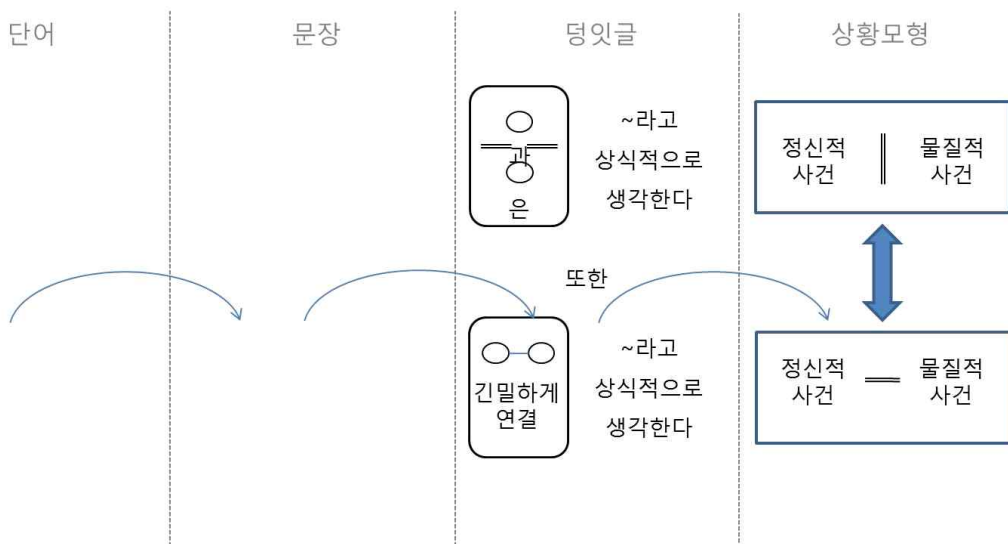 단어
문장
덩잇글
상황모형
과
은
~라고
상식적으로
생각한다
정신적
사건
물질적
사건
또한
긴밀하게
연결
~라고
상식적으로
생각한다
정신적
사건
물질적
사건